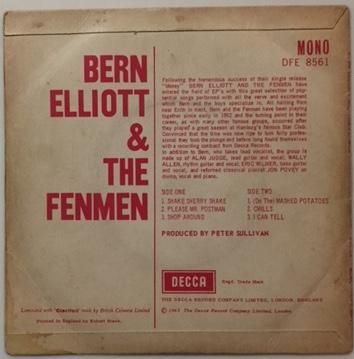 MONO
DFE 8561
BERN
ELLIOTT
&
THE
FENMEN
Following the tremendous success of their single release
"Money" BERN ELLIOTT AND THE FENMEN have
entered the field of EP's with this great selection of pop-
ular songs performed with all the verve and excitement
which Bern and the boys specialise in. All hailing from
near Erith in Kent, Bern and the Fenmen have been playing
together since early in 1962 and the turning point in their
career, as with many other famous groups, occurred after
they played a great season at Hamburg's famous Star Club.
Convinced that the time was now ripe to turn fully profes-
sional they took the plunge and before long found themselves
with a recording contract from Decca Records.
In addition to Bern, who takes lead vocalist, the group is
made up of ALAN JUDGE, lead guitar and vocal; WALLY
ALLEN, rhythm guitar and vocal; ERIC WILMER, bass guitar
and vocal, and reformed classical pianist JON POVEY on
drums, vocal and piano.
SIDE ONE
1. SHAKE SHERRY SHAKE
2. PLEASE MR. POSTMAN
3. SHOP AROUND
SIDE TWO
1. (Do The) MASHED POTATOES
2. CHILLS
3. I CAN TELL
PRODUCED BY PETER SULLIVAN
DECCA
Regd. Trade Mark
THE DECCA RECORD COMPANY LIMITED, LONDON, ENGLAND
© 1963 The Decca Record Company Limited, London
Laminated with 'Clarifoil' made by British Celanese Limited
Printed in England by Robert Stace.